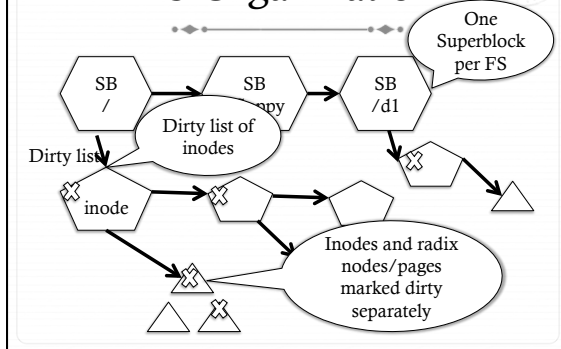 One
Superblock
per FS
SB
/
SB
SB
/d1
Dirty list of
inodes
Dirty list
inode
Inodes and radix
nodes/pages
marked dirty
separately